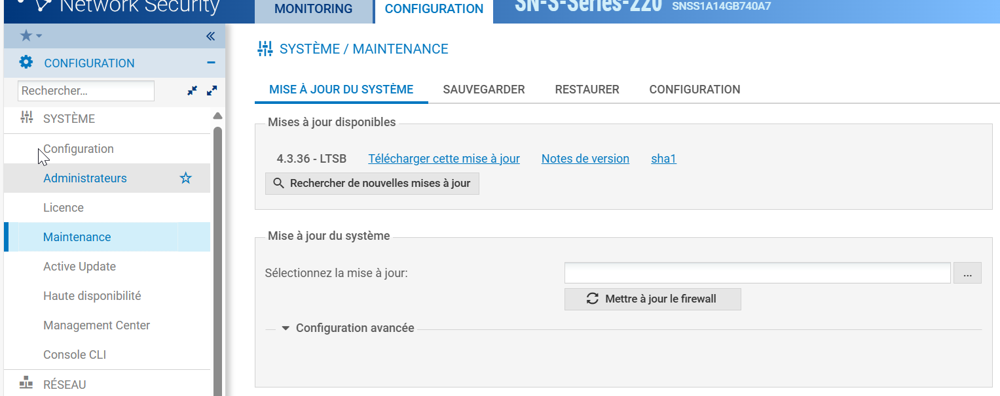 Network Security
MONITORING
CONFIGURATION
SN-S-Series-220 SNSS1A14GB740A7
CONFIGURATION
Rechercher...
SYSTÈME
Configuration
Administrateurs
Licence
Maintenance
Active Update
Haute disponibilité
Management Center
Console CLI
RÉSEAU
SYSTÈME / MAINTENANCE
MISE À JOUR DU SYSTÈME SAUVEGARDER RESTAURER CONFIGURATION
Mises à jour disponibles
4.3.36 - LTSB Télécharger cette mise à jour Notes de version sha1
Rechercher de nouvelles mises à jour
Mise à jour du système
Sélectionnez la mise à jour:
...
Mettre à jour le firewall
Configuration avancée